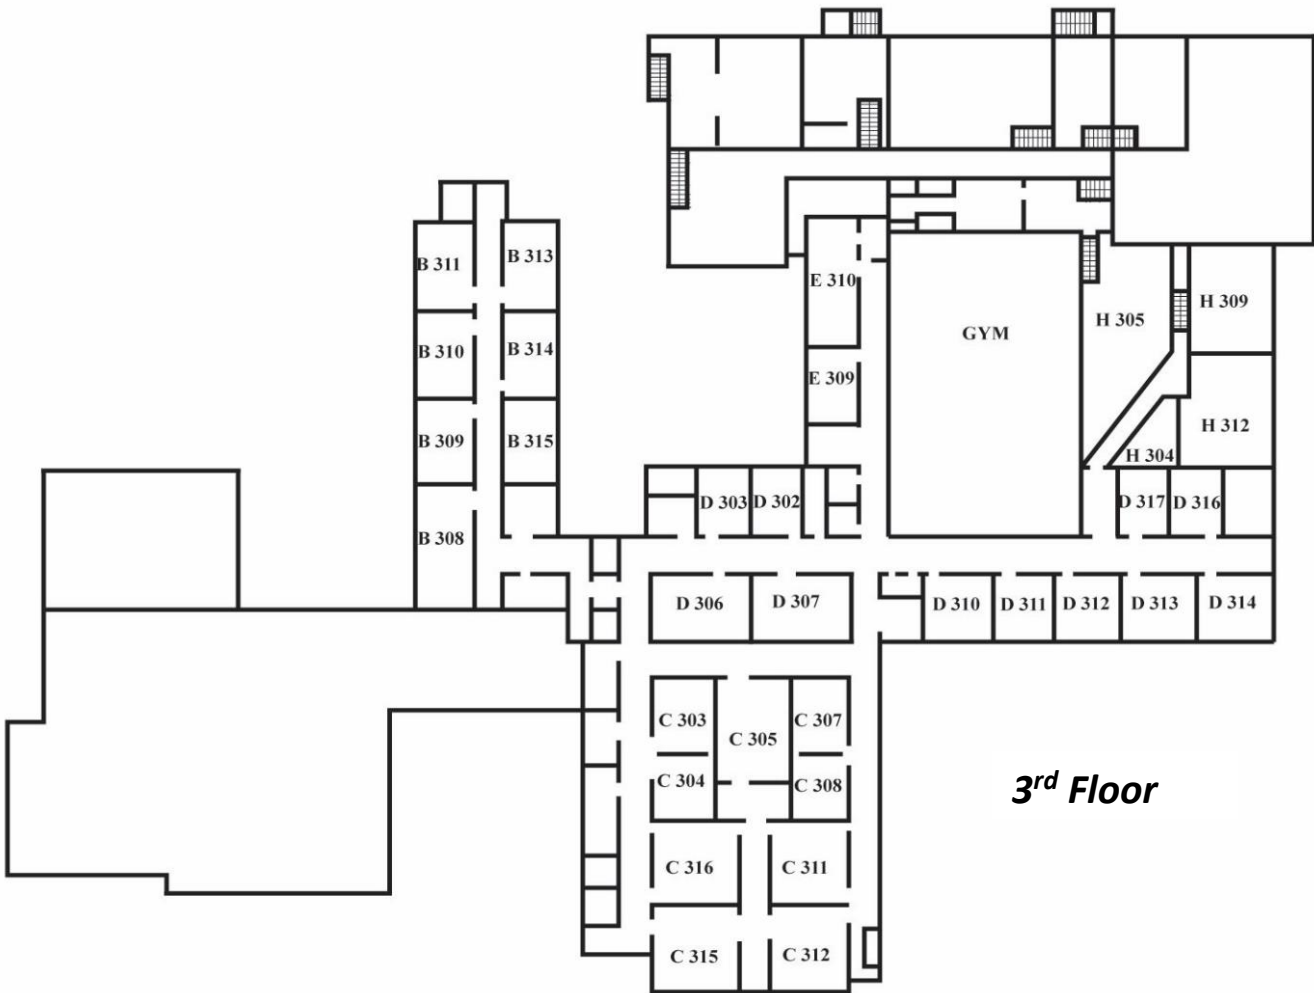 B 311
B 313
E 310
H 305
H 309
GYM
B 310
B 314
E 309
B 309
B 315
H 312
H 304
D 303
D 302
D 317
D 316
B 308
D 306
D 307
D 310
D 311
D 312
D 313
D 314
C 303
C 307
C 305
C 304
C 308
3rd Floor
C 316
C 311
C 315
C 312